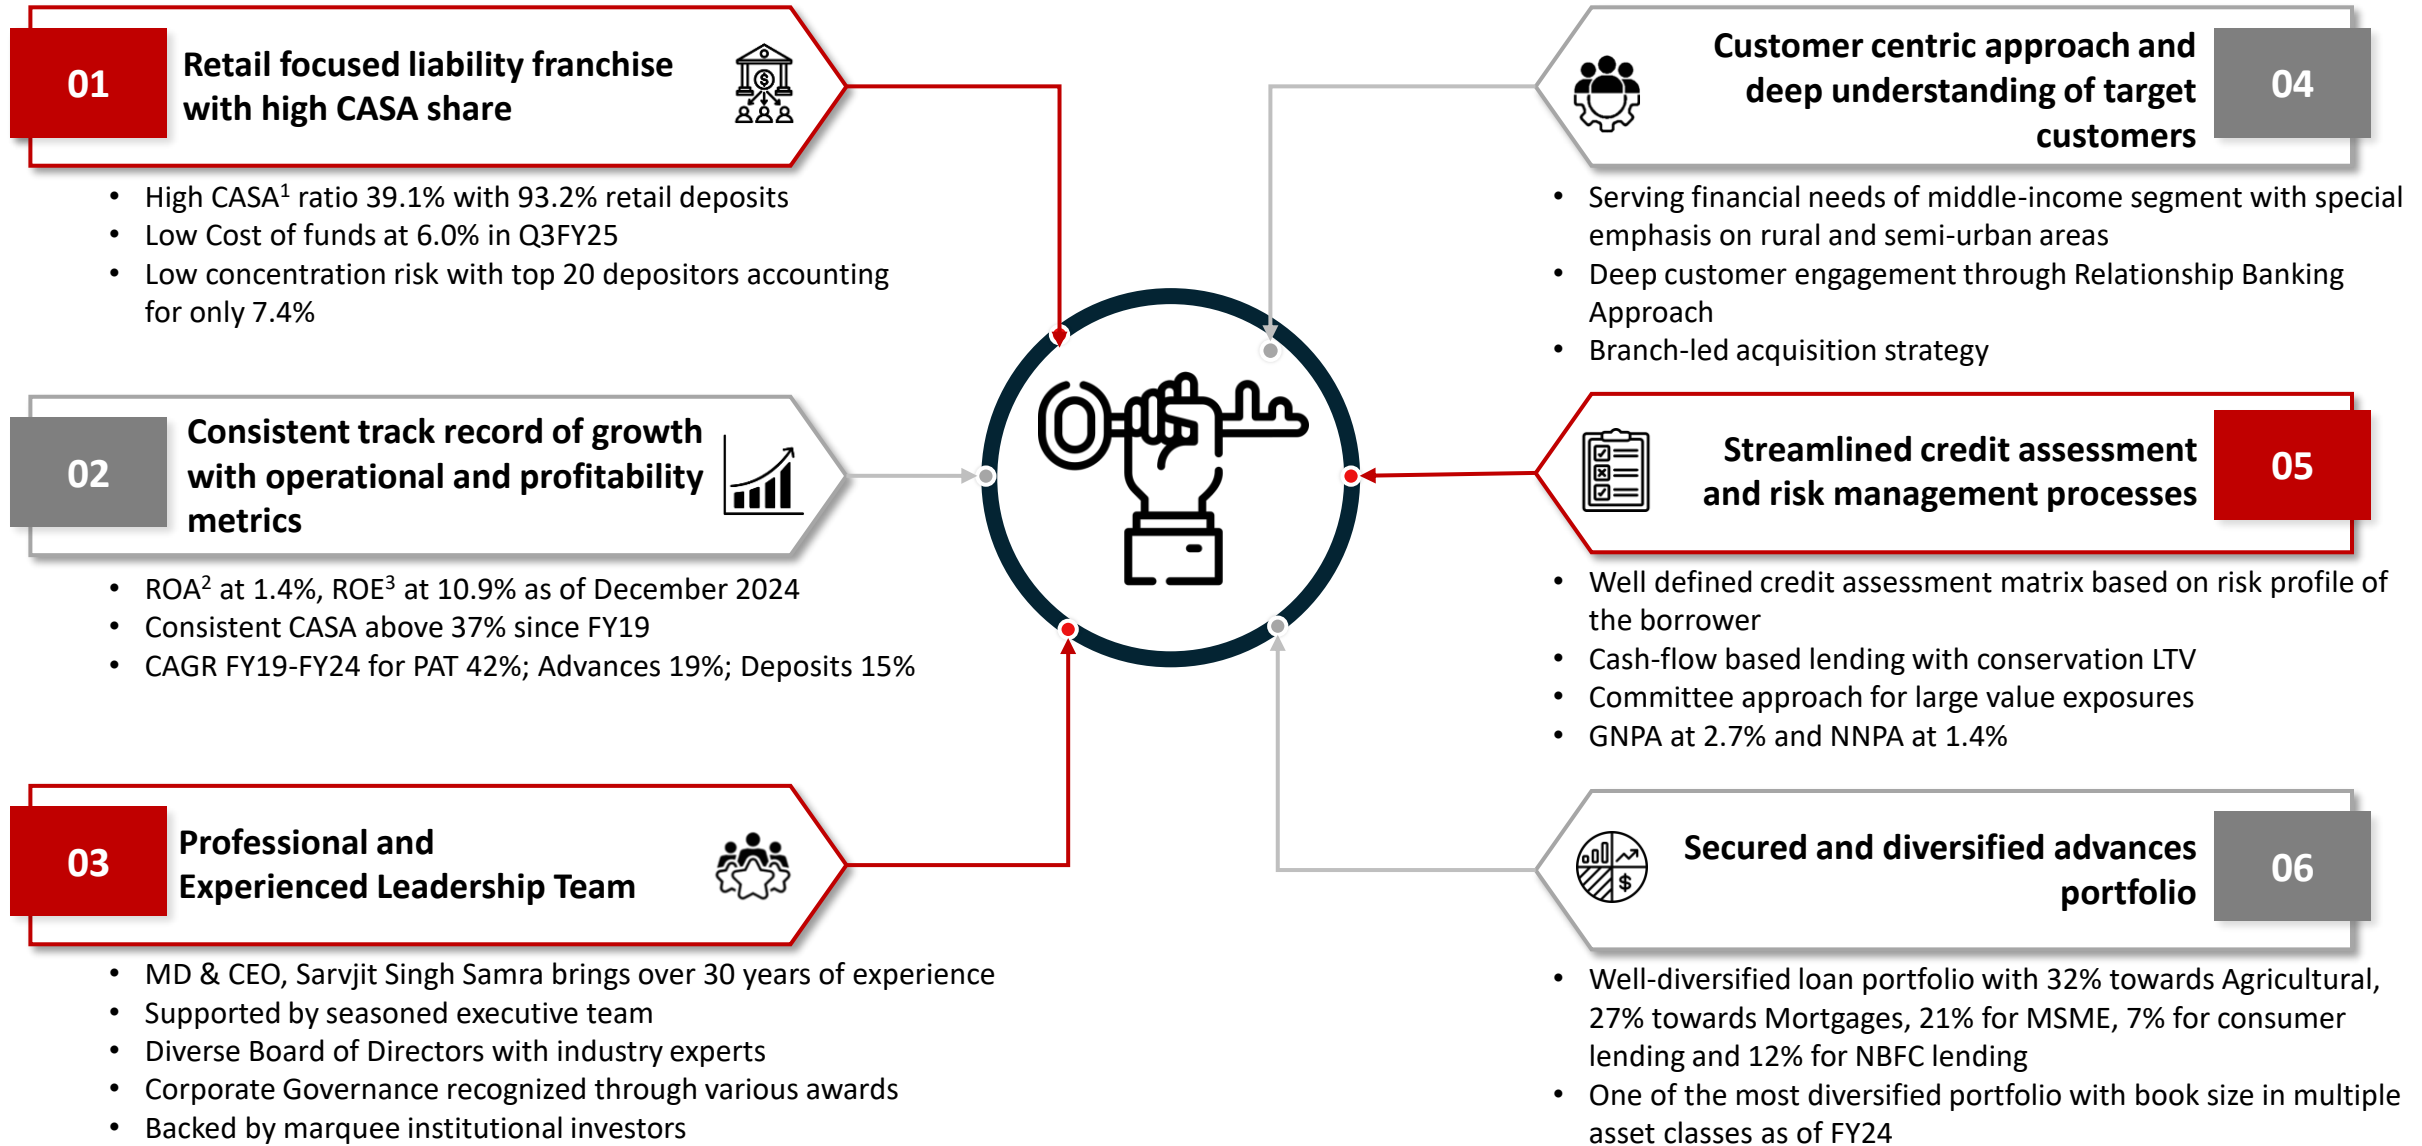 01
Retail focused liability franchise
with high CASA share
• High CASA¹ ratio 39.1% with 93.2% retail deposits
• Low Cost of funds at 6.0% in Q3FY25
• Low concentration risk with top 20 depositors accounting
for only 7.4%
02
Consistent track record of growth
with operational and profitability
metrics
• ROA² at 1.4%, ROE³ at 10.9% as of December 2024
• Consistent CASA above 37% since FY19
• CAGR FY19-FY24 for PAT 42%; Advances 19%; Deposits 15%
03
Professional and
Experienced Leadership Team
• MD & CEO, Sarvjit Singh Samra brings over 30 years of experience
• Supported by seasoned executive team
• Diverse Board of Directors with industry experts
• Corporate Governance recognized through various awards
• Backed by marquee institutional investors
Customer centric approach and
deep understanding of target
customers
04
• Serving financial needs of middle-income segment with special
emphasis on rural and semi-urban areas
• Deep customer engagement through Relationship Banking
Approach
• Branch-led acquisition strategy
Streamlined credit assessment
and risk management processes
05
• Well defined credit assessment matrix based on risk profile of
the borrower
• Cash-flow based lending with conservation LTV
• Committee approach for large value exposures
• GNPA at 2.7% and NNPA at 1.4%
Secured and diversified advances
portfolio
06
• Well-diversified loan portfolio with 32% towards Agricultural,
27% towards Mortgages, 21% for MSME, 7% for consumer
lending and 12% for NBFC lending
• One of the most diversified portfolio with book size in multiple
asset classes as of FY24